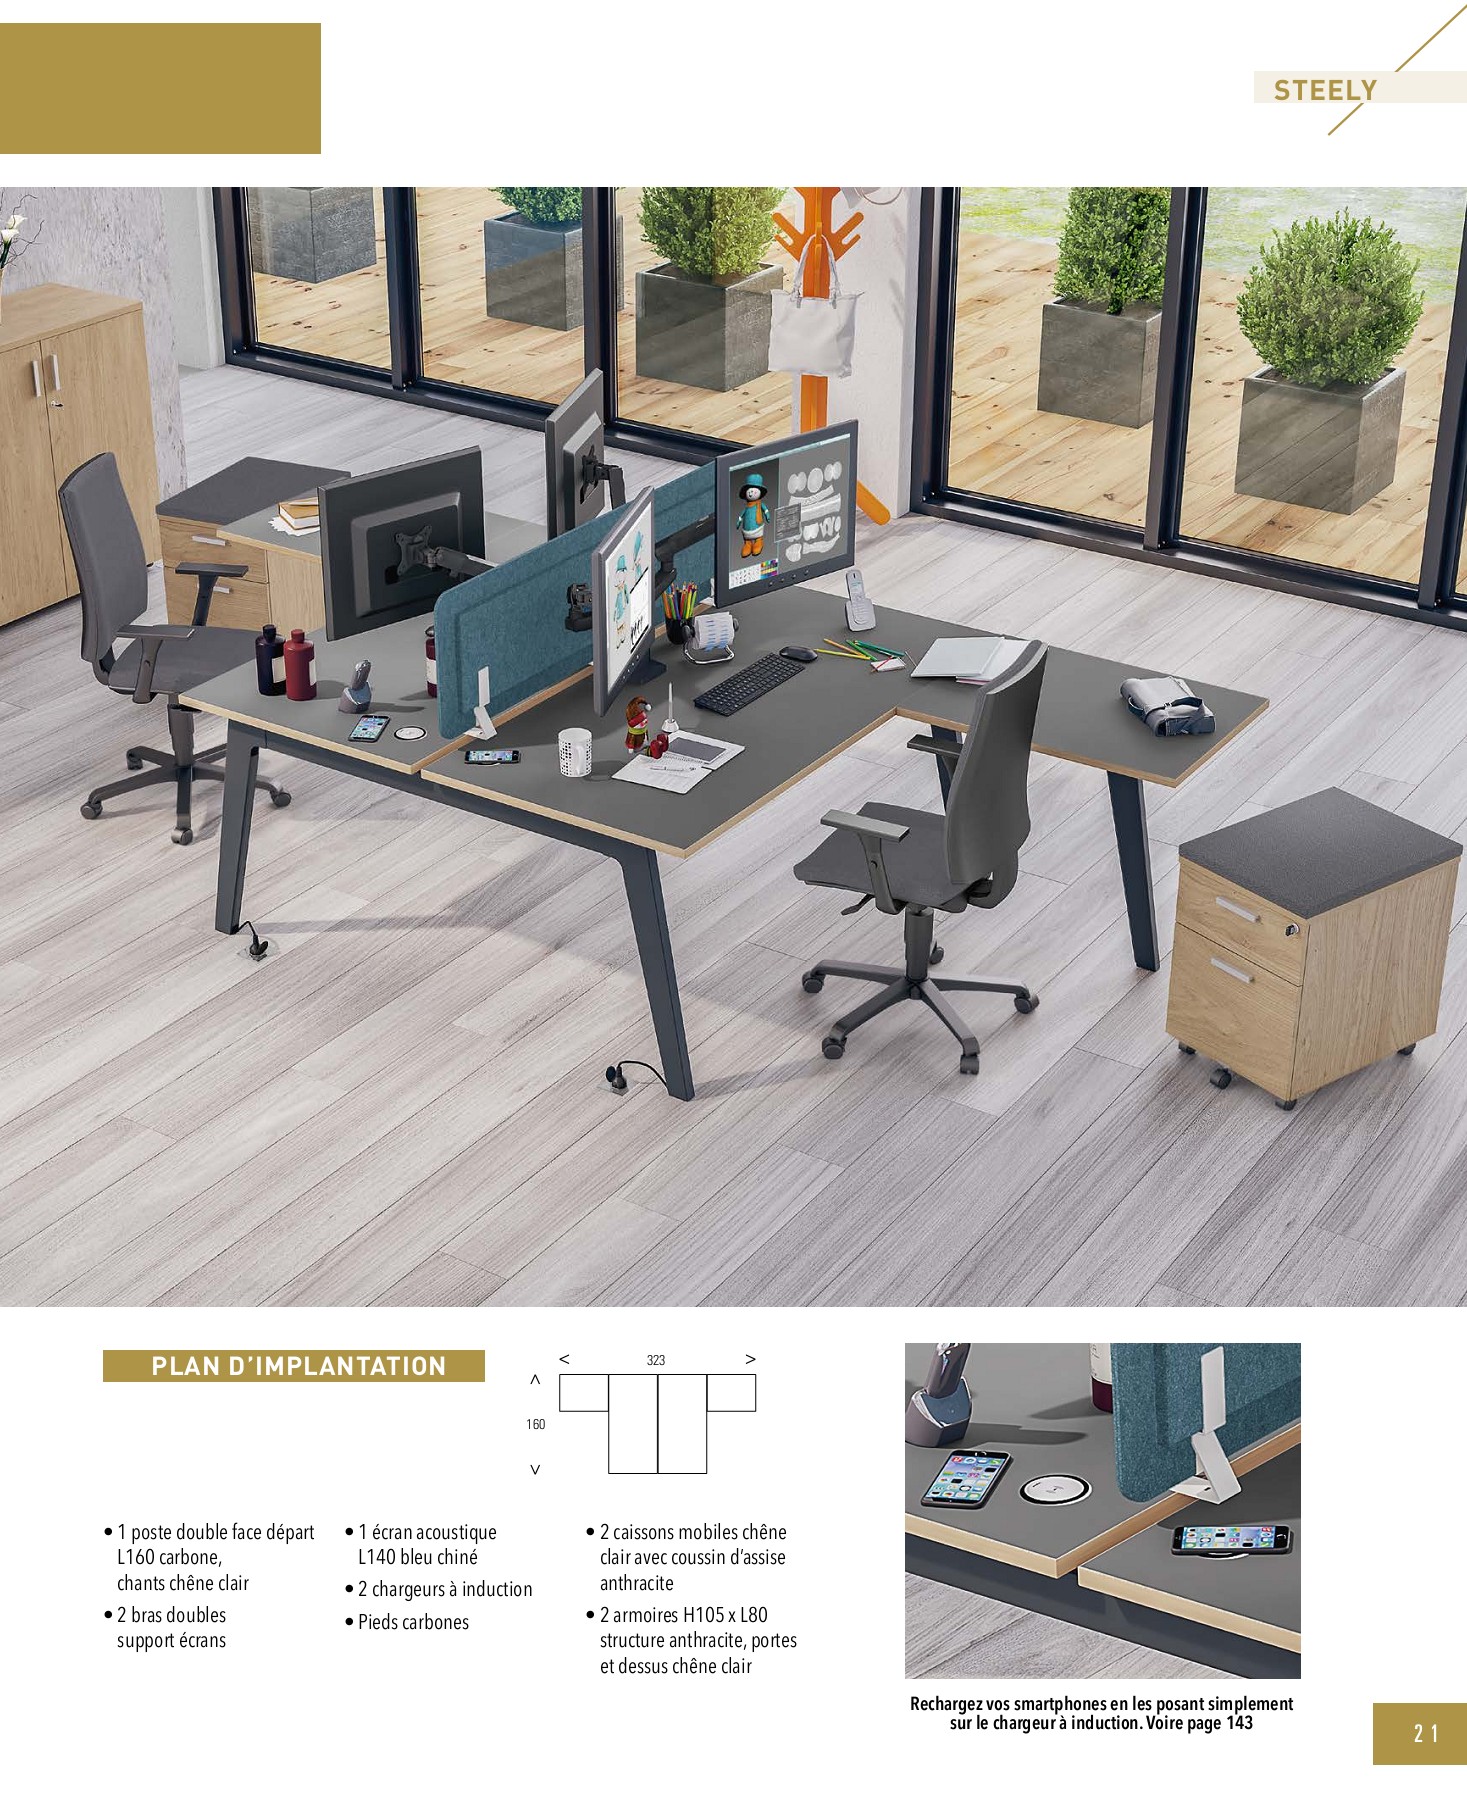 STEELY
PLAN D’IMPLANTATION
323
160
• 1 poste double face départ
L160 carbone,
chants chêne clair
• 2 bras doubles
support écrans
• 1 écran acoustique
L140 bleu chiné
• 2 chargeurs à induction
• Pieds carbones
• 2 caissons mobiles chêne
clair avec coussin d’assise
anthracite
• 2 armoires H105 x L80
structure anthracite, portes
et dessus chêne clair
Rechargez vos smartphones en les posant simplement
sur le chargeur à induction. Voire page 143
21